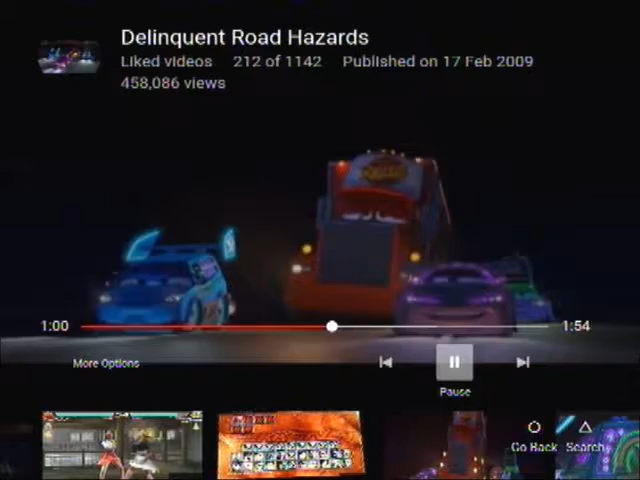 Delinquent Road Hazards
Liked videos 212 of 1142 Published on 17 Feb 2009
458,086 views
1:00
1:54
More Options
Pause
Go Back Search